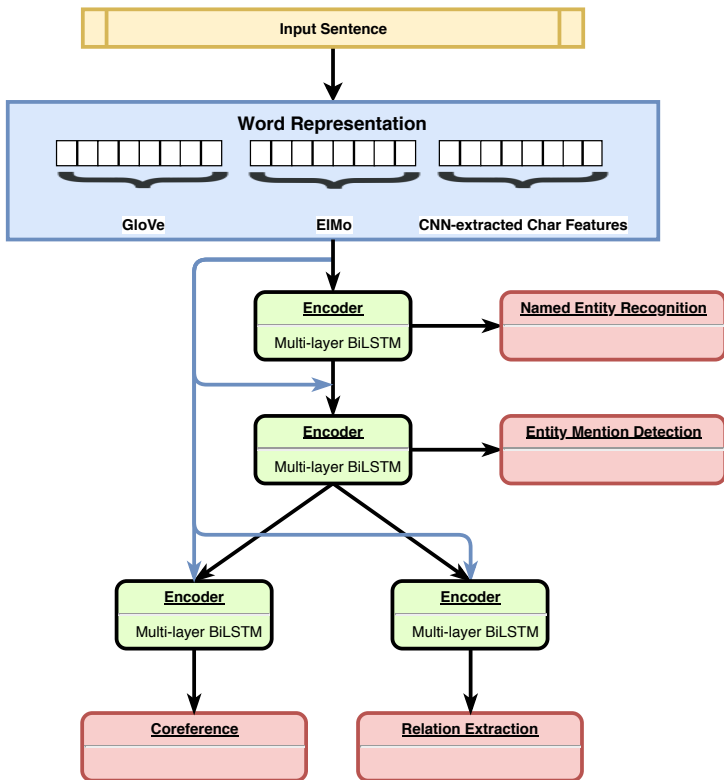 Input Sentence
Word Representation
GloVe
ElMo
CNN-extracted Char Features
Encoder
Multi-layer BiLSTM
Named Entity Recognition
Encoder
Multi-layer BiLSTM
Entity Mention Detection
Encoder
Multi-layer BiLSTM
Encoder
Multi-layer BiLSTM
Coreference
Relation Extraction